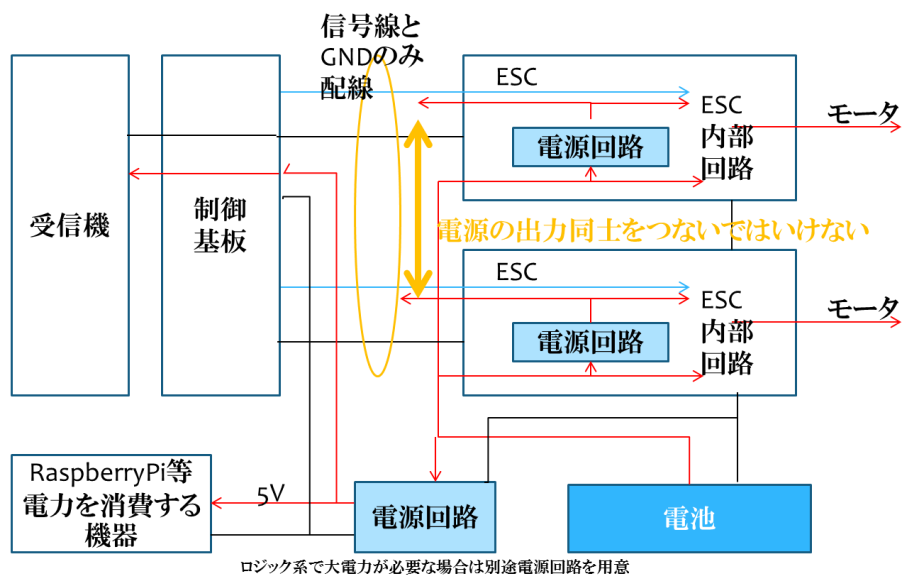 信号線と
GNDのみ
配線
ESC
ESC
内部
回路
電源回路
モータ
受信機
制御
基板
電源の出力同士をつないではいけない
ESC
ESC
内部
回路
電源回路
モータ
RaspberryPi等
電力を消費する
機器
5V
電源回路
電池
ロジック系で大電力が必要な場合は別途電源回路を用意